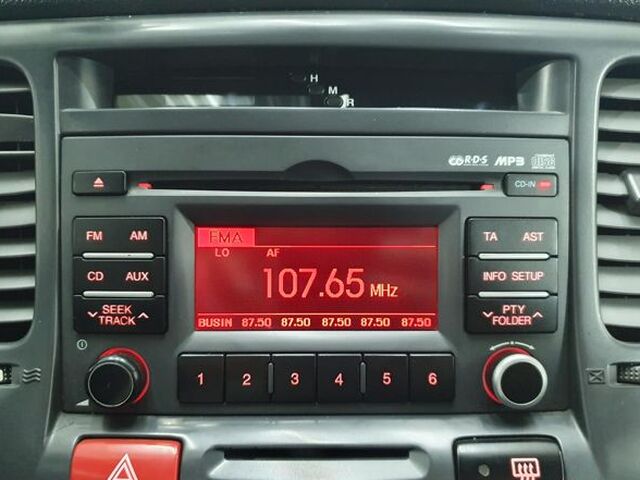 H
M
R
R·D·S MP3 disc
CD-IN
FM AM
CD AUX
SEEK
TRACK
FMA
LO AF
107.65 MHz
BUSIN 87.50 87.50 87.50 87.50 87.50
TA AST
INFO SETUP
PTY
FOLDER
1 2 3 4 5 6